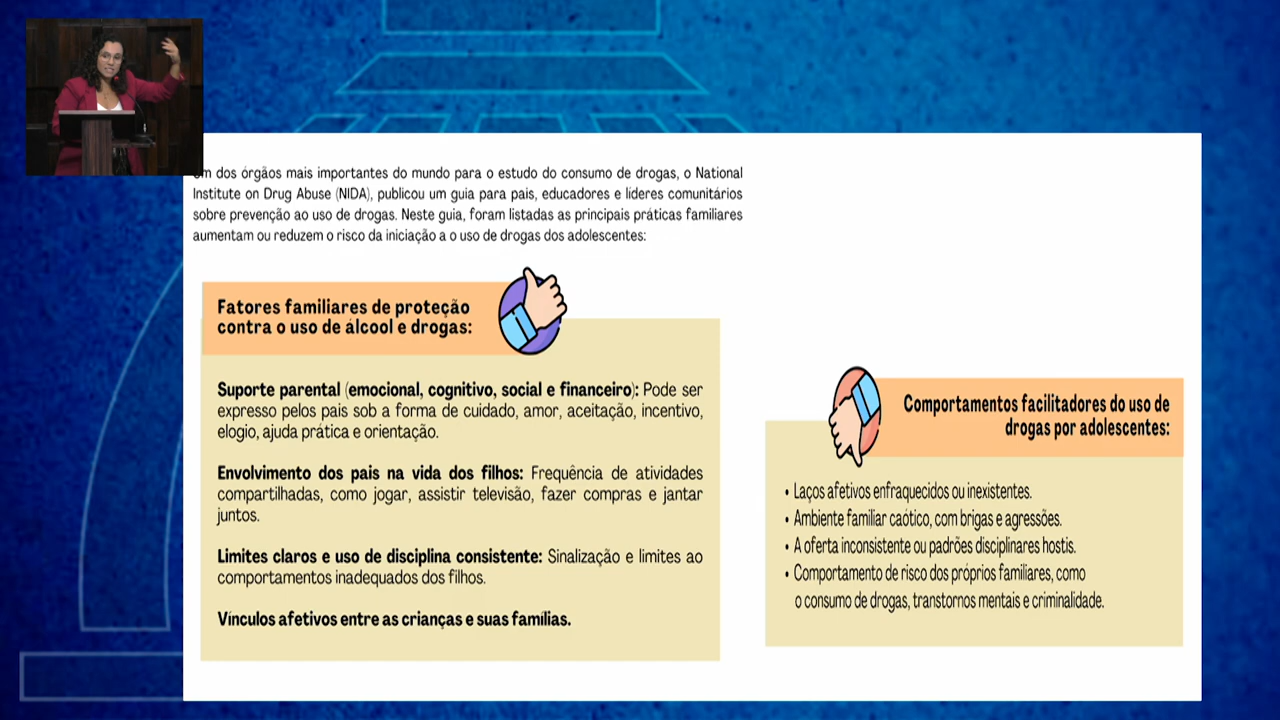 Um dos órgãos mais importantes do mundo para o estudo do consumo de drogas, o National
Institute on Drug Abuse (NIDA), publicou um guia para pais, educadores e líderes comunitários
sobre prevenção ao uso de drogas. Neste guia, foram listadas as principais práticas familiares
aumentam ou reduzem o risco da iniciação a o uso de drogas dos adolescentes:
Fatores familiares de proteção
contra o uso de álcool e drogas:
Suporte parental (emocional, cognitivo, social e financeiro): Pode ser
expresso pelos pais sob a forma de cuidado, amor, aceitação, incentivo,
elogio, ajuda prática e orientação.
Envolvimento dos pais na vida dos filhos: Frequência de atividades
compartilhadas, como jogar, assistir televisão, fazer compras e jantar
juntos.
Limites claros e uso de disciplina consistente: Sinalização e limites ao
comportamentos inadequados dos filhos.
Vínculos afetivos entre as crianças e suas famílias.
Comportamentos facilitadores do uso de
drogas por adolescentes:
• Laços afetivos enfraquecidos ou inexistentes.
• Ambiente familiar caótico, com brigas e agressões.
• A oferta inconsistente ou padrões disciplinares hostis.
• Comportamento de risco dos próprios familiares, como
o consumo de drogas, transtornos mentais e criminalidade.